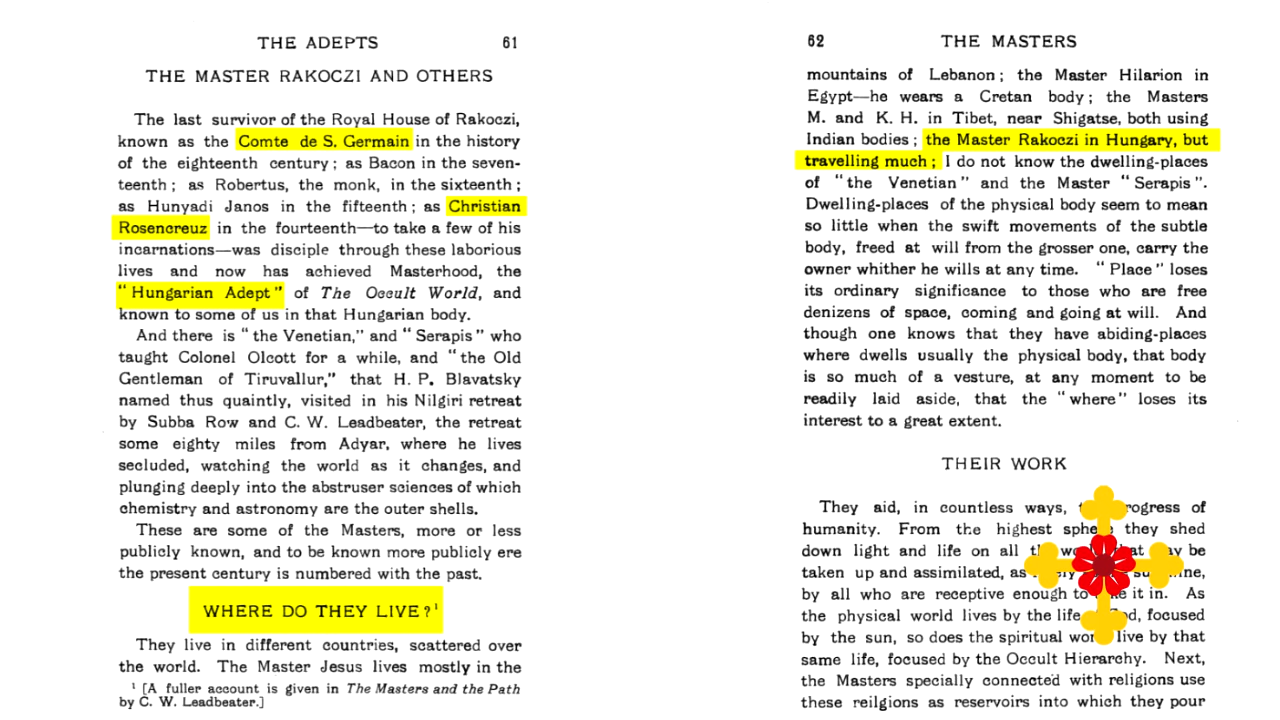 THE ADEPTS 61
THE MASTER RAKOCZI AND OTHERS
The last survivor of the Royal House of Rakoczi,
known as the Comte de S. Germain in the history
of the eighteenth century; as Bacon in the seven-
teenth; as Robertus, the monk, in the sixteenth;
as Hunyadi Janos in the fifteenth; as Christian
Rosencreuz in the fourteenth—to take a few of his
incarnations—was disciple through these laborious
lives and now has achieved Masterhood, the
"Hungarian Adept" of The Occult World, and
known to some of us in that Hungarian body.
And there is "the Venetian," and "Serapis" who
taught Colonel Olcott for a while, and "the Old
Gentleman of Tiruvallur," that H. P. Blavatsky
named thus quaintly, visited in his Nilgiri retreat
by Subba Row and C. W. Leadbeater, the retreat
some eighty miles from Adyar, where he lives
secluded, watching the world as it changes, and
plunging deeply into the abstruser sciences of which
chemistry and astronomy are the outer shells.
These are some of the Masters, more or less
publicly known, and to be known more publicly ere
the present century is numbered with the past.
WHERE DO THEY LIVE?¹
They live in different countries, scattered over
the world. The Master Jesus lives mostly in the
¹ [A fuller account is given in The Masters and the Path
by C. W. Leadbeater.]
62 THE MASTERS
mountains of Lebanon; the Master Hilarion in
Egypt—he wears a Cretan body; the Masters
M. and K. H. in Tibet, near Shigatse, both using
Indian bodies; the Master Rakoczi in Hungary, but
travelling much; I do not know the dwelling-places
of "the Venetian" and the Master "Serapis".
Dwelling-places of the physical body seem to mean
so little when the swift movements of the subtle
body, freed at will from the grosser one, carry the
owner whither he wills at any time. "Place" loses
its ordinary significance to those who are free
denizens of space, coming and going at will. And
though one knows that they have abiding-places
where dwells usually the physical body, that body
is so much of a vesture, at any moment to be
readily laid aside, that the "where" loses its
interest to a great extent.
THEIR WORK
They aid, in countless ways, rogress of
humanity. From the highest sphe they shed
down light and life on all be
taken up and assimilated, as
by all who are receptive enough to it in. As
the physical world lives by the life focused
by the sun, so does the spiritual wor live by that
same life, focused by the Occult Hierarchy. Next,
the Masters specially connected with religions use
these reilgions as reservoirs into which they pour